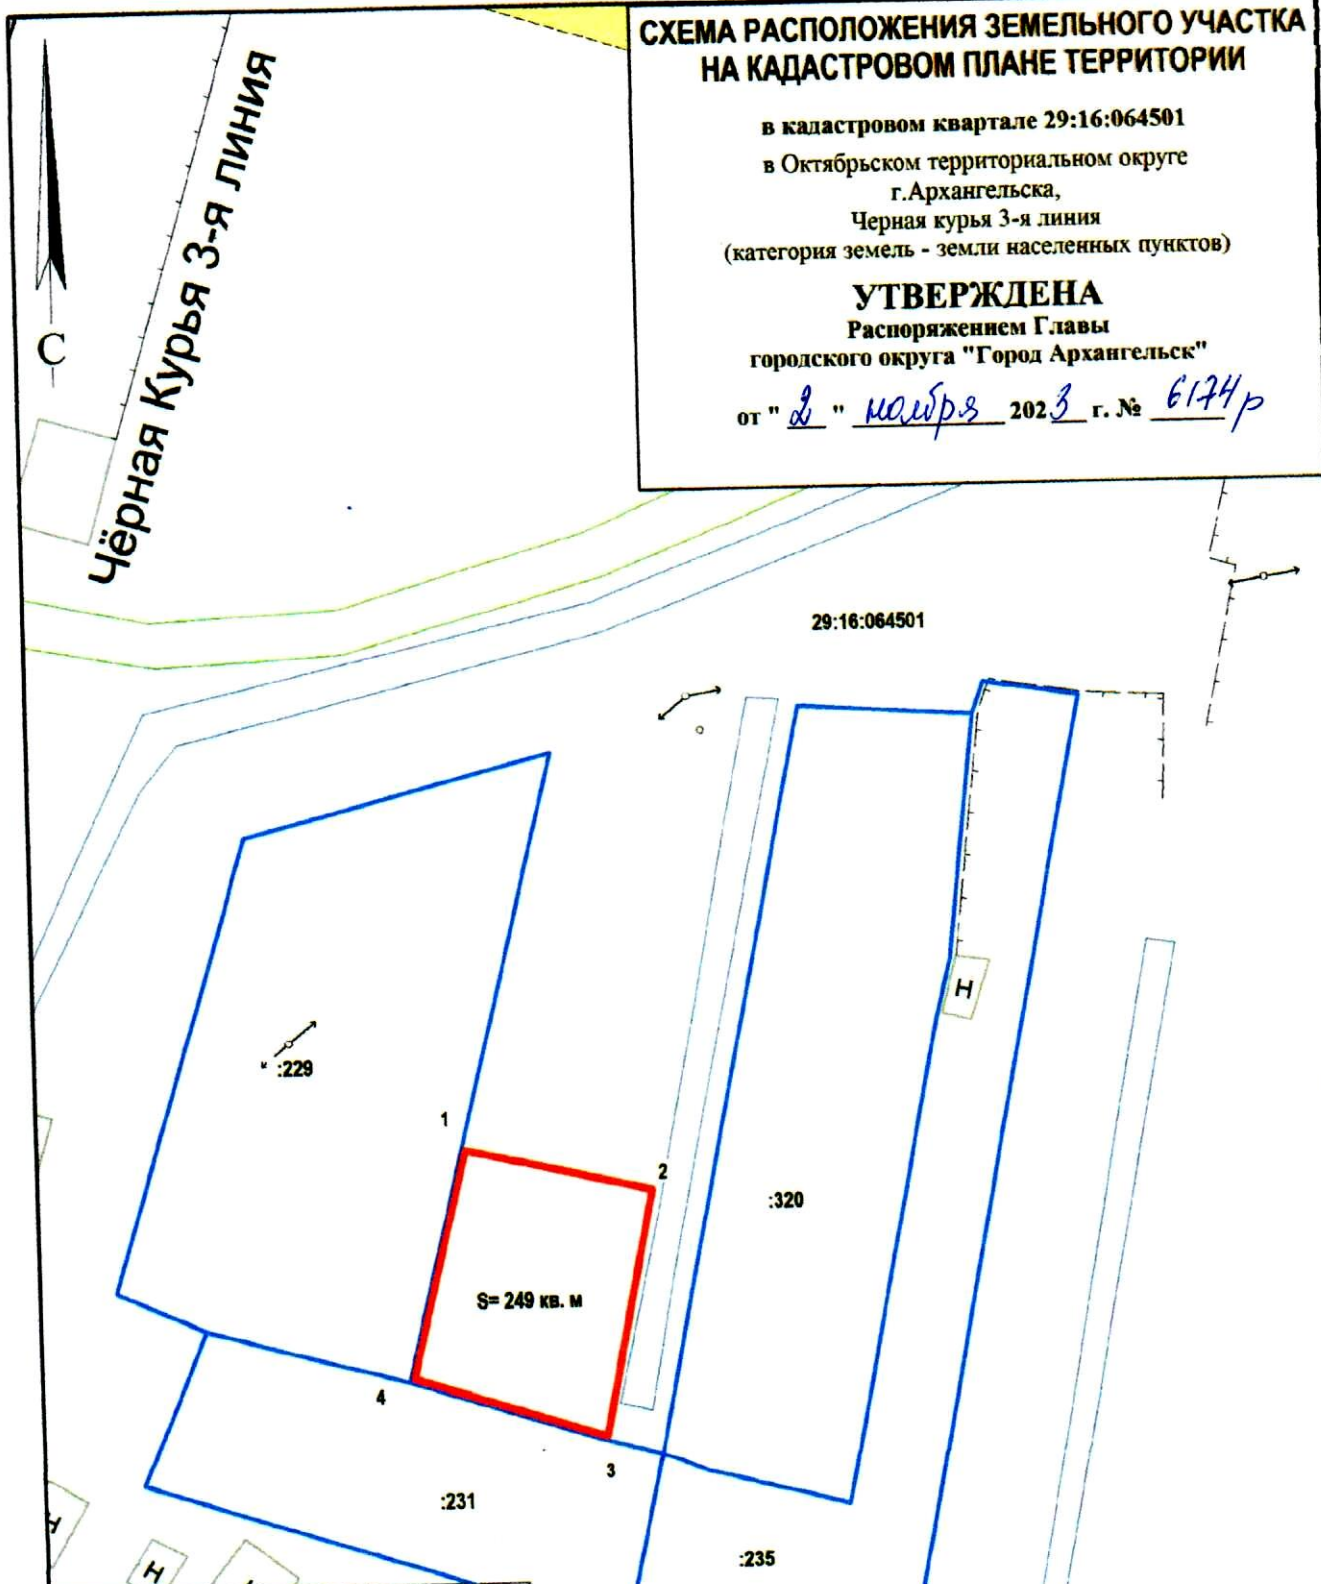 СХЕМА РАСПОЛОЖЕНИЯ ЗЕМЕЛЬНОГО УЧАСТКА
НА КАДАСТРОВОМ ПЛАНЕ ТЕРРИТОРИИ
в кадастровом квартале 29:16:064501
в Октябрьском территориальном округе
г.Архангельска,
Черная курья 3-я линия
(категория земель - земли населенных пунктов)
УТВЕРЖДЕНА
Распоряжением Главы
городского округа "Город Архангельск"
от " 2 " ноября 2023 г. № 6174р
Чёрная Курья 3-я линия
С
29:16:064501
Н
:229
1
2
:320
S= 249 кв. м
4
3
:231
:235
Н
Н